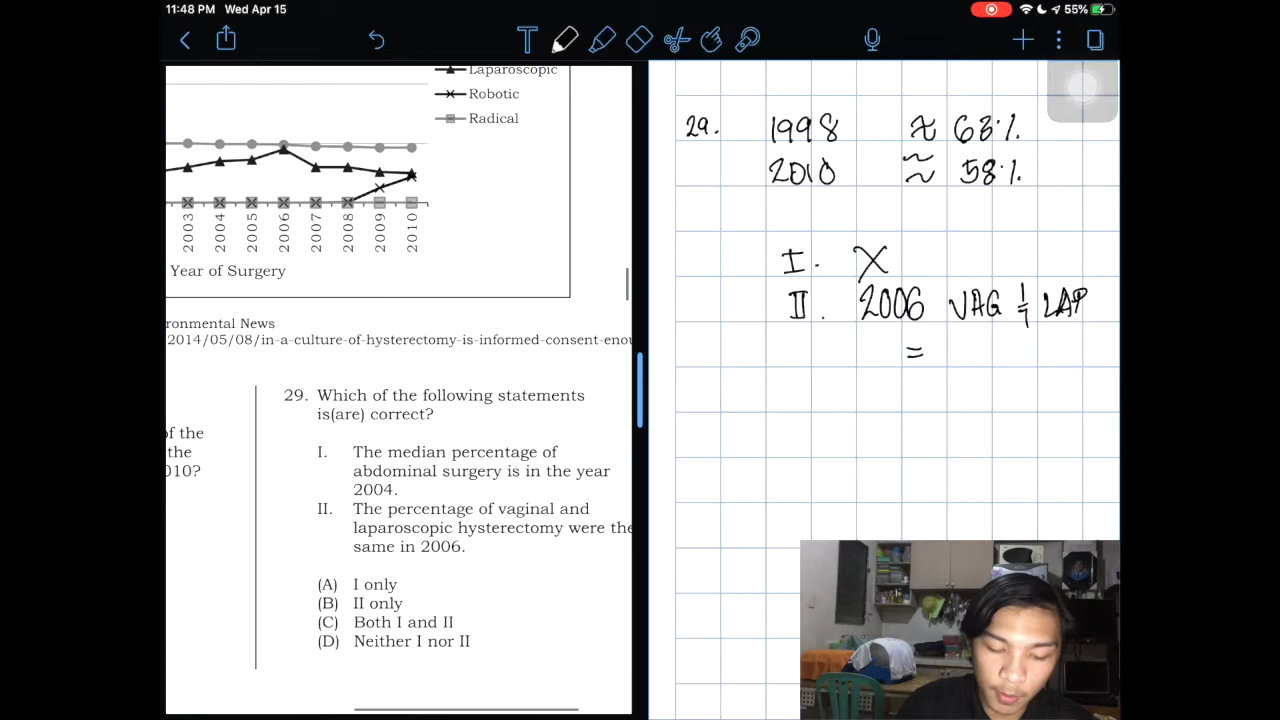 11:48 PM Wed Apr 15
55%
T
Laparoscopic
Robotic
Radical
2003 2004 2005 2006 2007 2008 2009 2010
Year of Surgery
ronmental News
2014/05/08/in-a-culture-of-hysterectomy-is-informed-consent-enou
of the
the
010?
29. Which of the following statements
is(are) correct?
I. The median percentage of
abdominal surgery is in the year
2004.
II. The percentage of vaginal and
laparoscopic hysterectomy were the
same in 2006.
(A) I only
(B) II only
(C) Both I and II
(D) Neither I nor II
29. 1998 ≈ 63%.
2010 ≈ 58%.
I. X
II. 2006 VAG & LAP
=